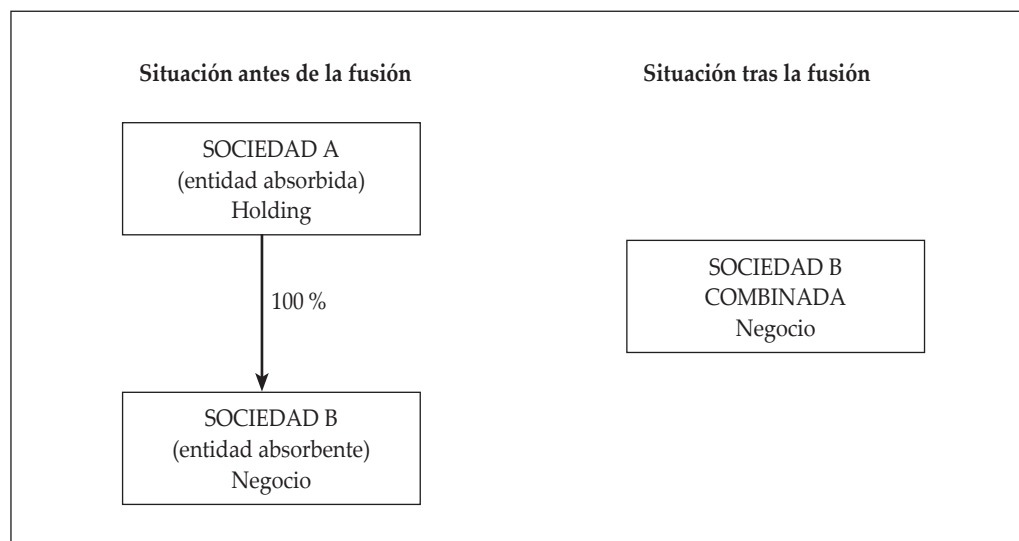 Situación antes de la fusión
SOCIEDAD A
(entidad absorbida)
Holding
100 %
SOCIEDAD B
(entidad absorbente)
Negocio
Situación tras la fusión
SOCIEDAD B
COMBINADA
Negocio